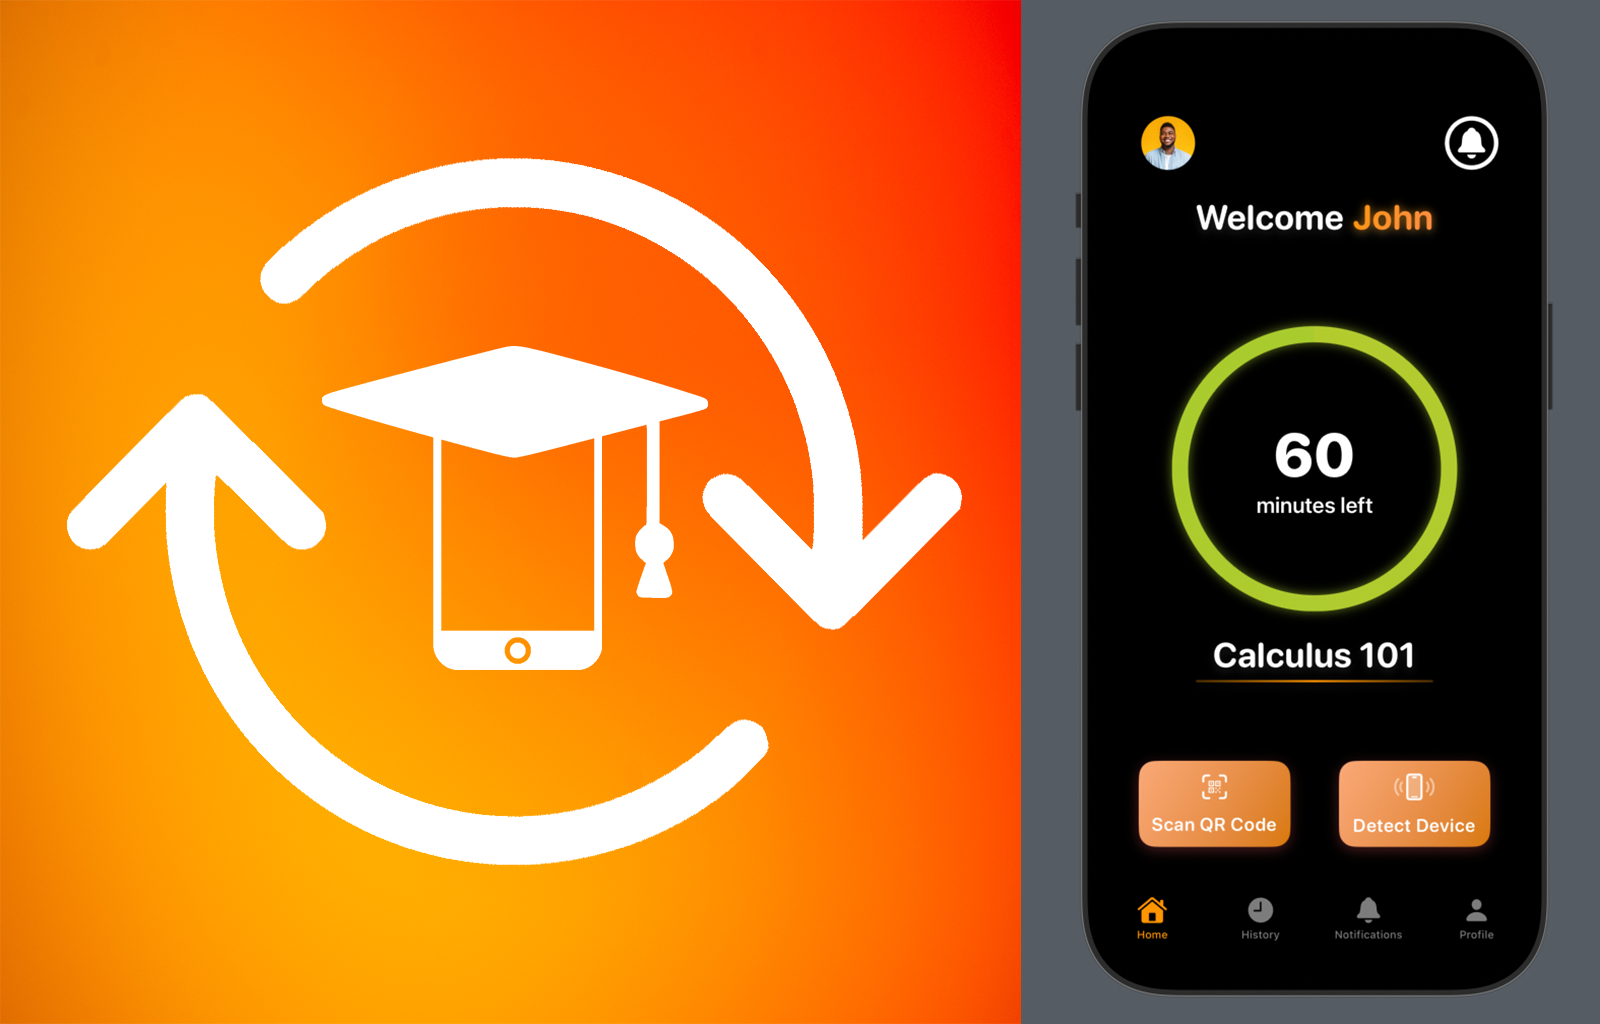 Welcome John
60
minutes left
Calculus 101
Scan QR Code
Detect Device
Home
History
Notifications
Profile